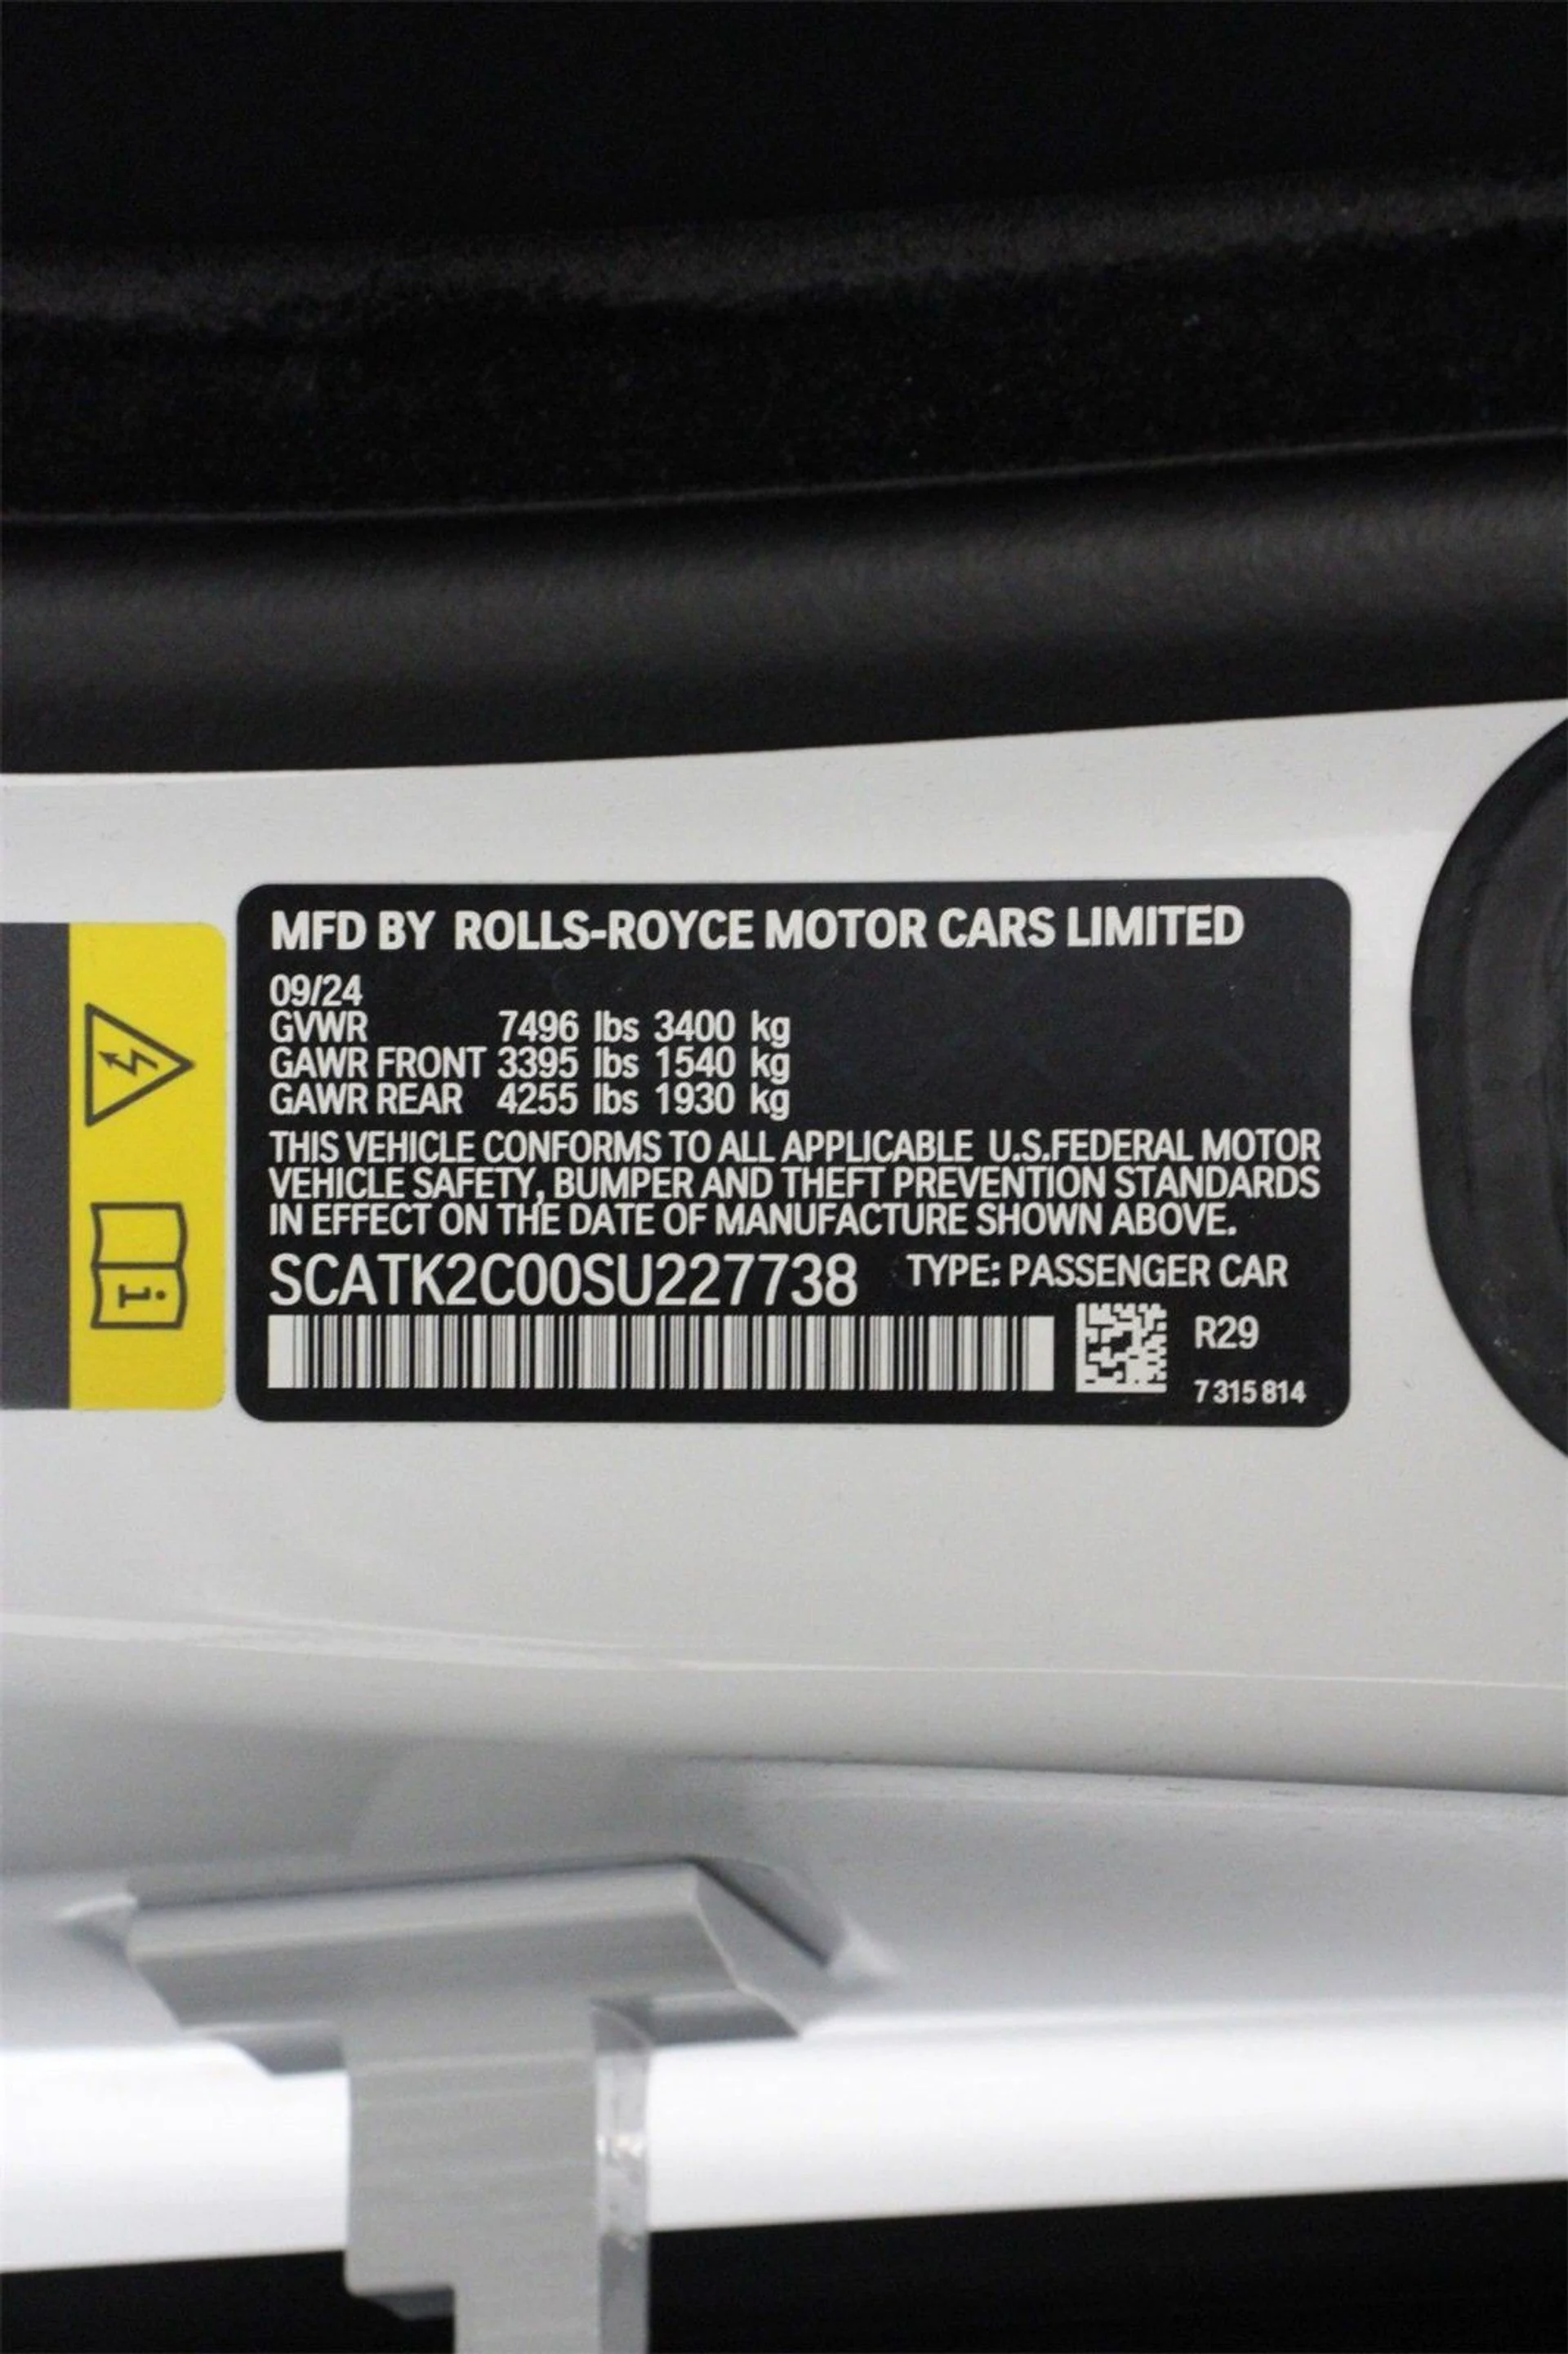 MFD BY ROLLS-ROYCE MOTOR CARS LIMITED
09/24
GVWR 7496 lbs 3400 kg
GAWR FRONT 3395 lbs 1540 kg
GAWR REAR 4255 lbs 1930 kg
THIS VEHICLE CONFORMS TO ALL APPLICABLE U.S.FEDERAL MOTOR
VEHICLE SAFETY, BUMPER AND THEFT PREVENTION STANDARDS
IN EFFECT ON THE DATE OF MANUFACTURE SHOWN ABOVE.
SCATK2C00SU227738 TYPE: PASSENGER CAR
R29
7 315 814
i